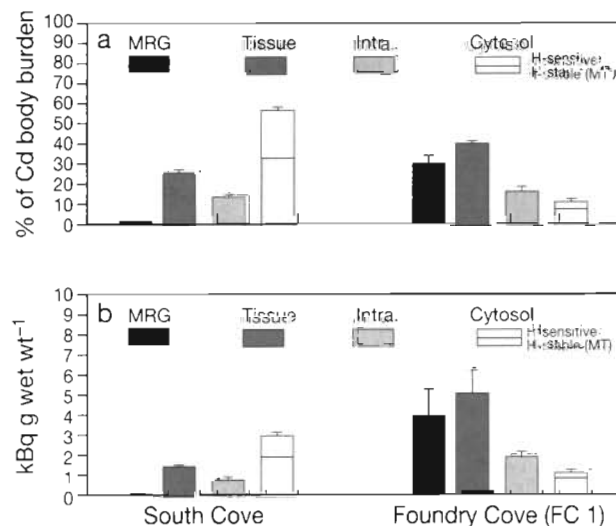 100
a MRG Tissue Intra. Cytosol
90
80
H-sensitive
70
60
50
40
30
20
10
0
% of Cd body burden
10
b MRG Tissue Intra. Cytosol
9
8
H-sensitive
H-stable (MT)
7
6
5
4
3
2
1
0
kBq g wet wt⁻¹
South Cove Foundry Cove (FC 1)